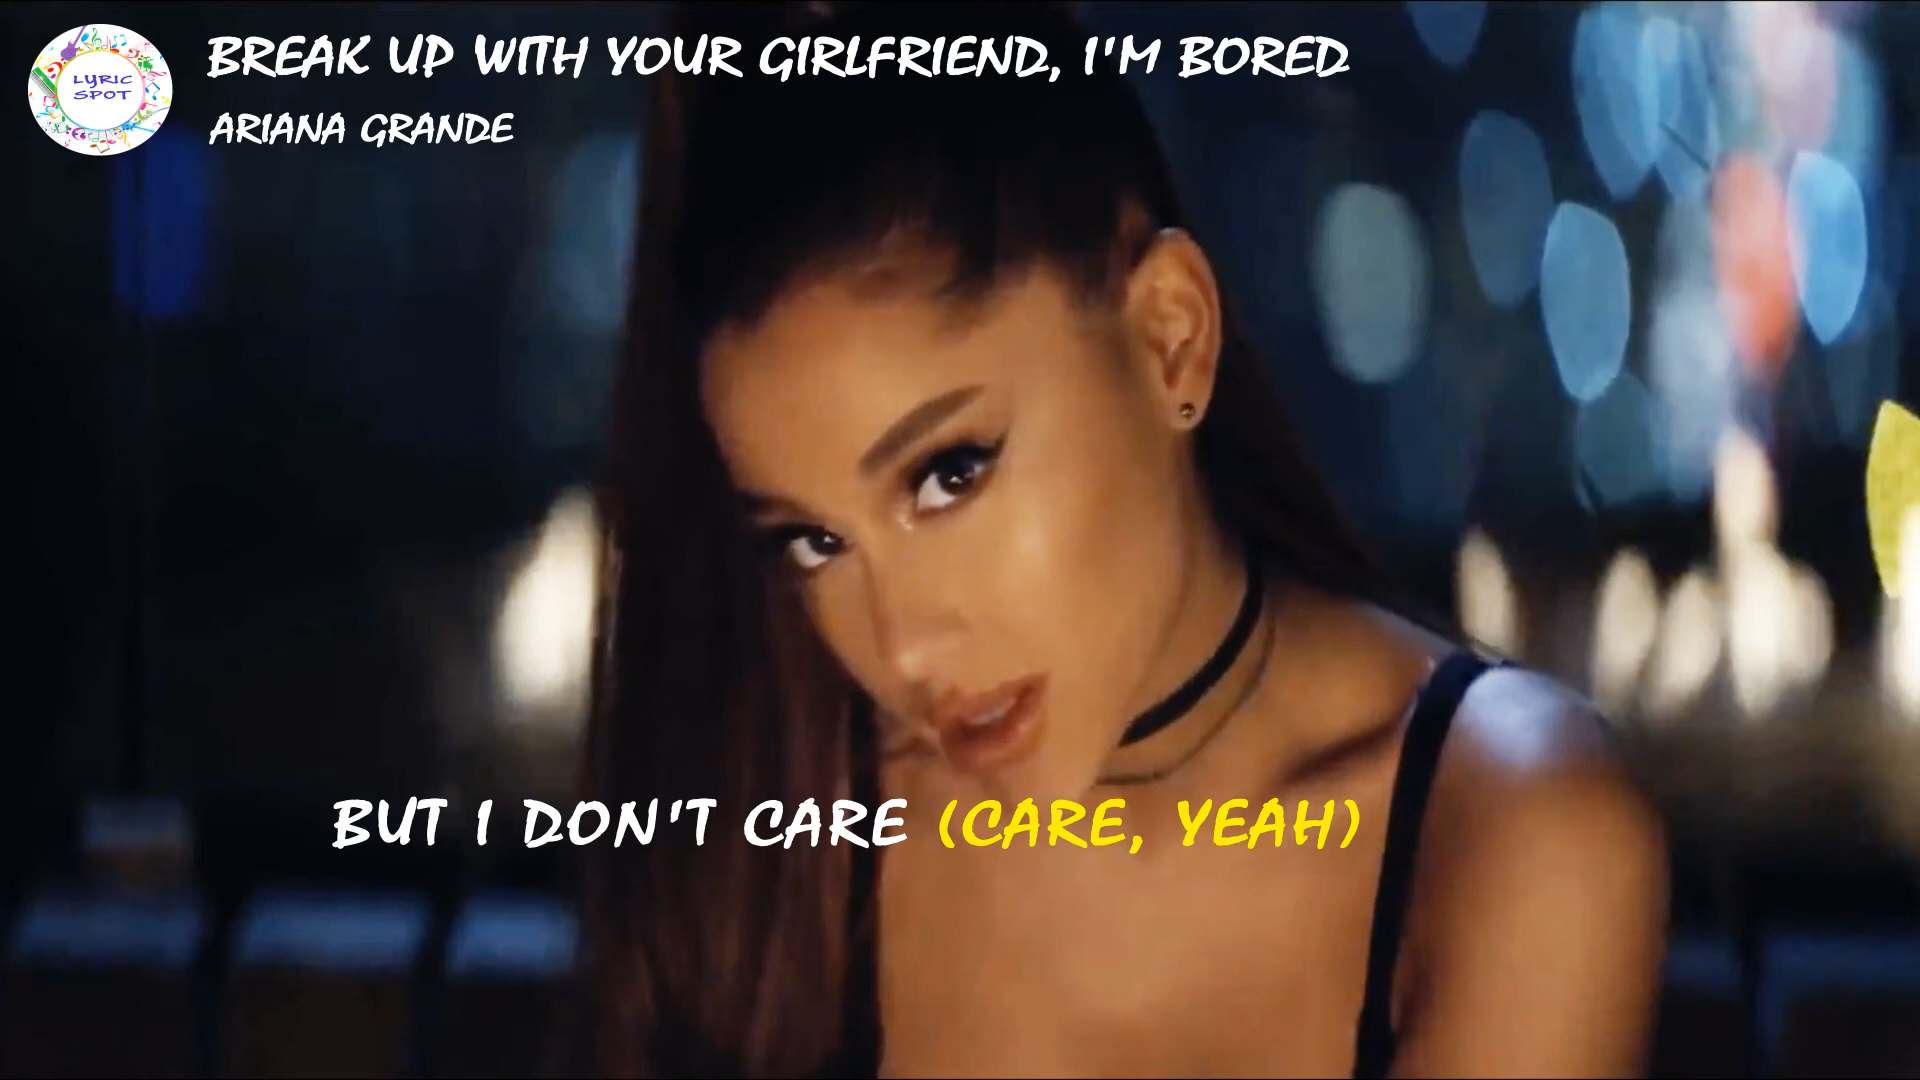 LYRIC
SPOT
BREAK UP WITH YOUR GIRLFRIEND, I'M BORED
ARIANA GRANDE
BUT I DON'T CARE (CARE, YEAH)